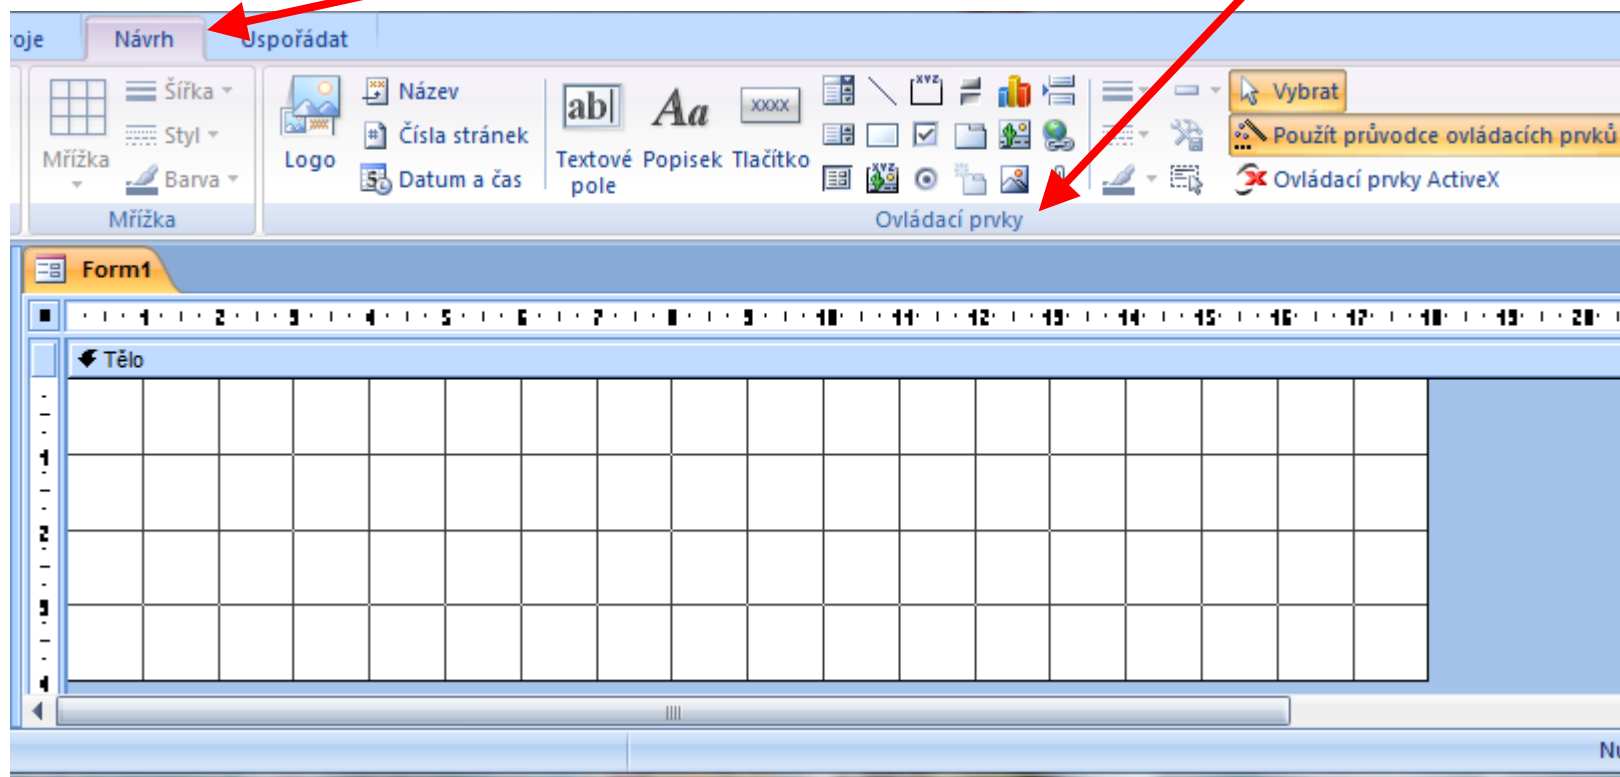 Návrh
Uspořádat
Šířka
Styl
Barva
Mřížka
Mřížka
Logo
Název
Čísla stránek
Datum a čas
ab|
Textové
pole
Aa
Popisek
XXXX
Tlačítko
XYZ
XYZ
Vybrat
Použít průvodce ovládacích prvků
Ovládací prvky ActiveX
Ovládací prvky
Form1
1 2 3 4 5 6 7 8 9 10 11 12 13 14 15 16 17 18 19 20
Tělo
1
2
3
4